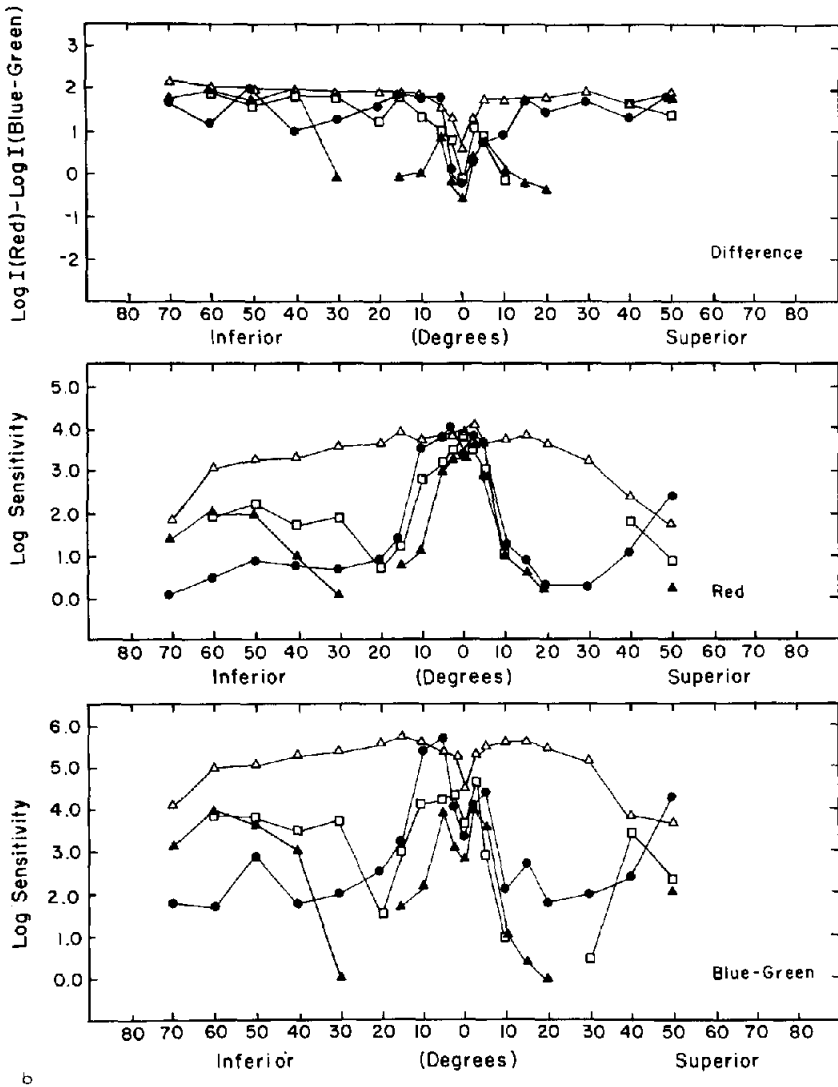 Log I (Red)-Log I (Blue-Green)
3
2
1
0
-1
-2
Difference
80 70 60 50 40 30 20 10 0 10 20 30 40 50 60 70 80
Inferior (Degrees) Superior
Log Sensitivity
5.0
4.0
3.0
2.0
1.0
0.0
Red
80 70 60 50 40 30 20 10 0 10 20 30 40 50 60 70 80
Inferior (Degrees) Superior
Log Sensitivity
6.0
5.0
4.0
3.0
2.0
1.0
0.0
Blue-Green
80 70 60 50 40 30 20 10 0 10 20 30 40 50 60 70 80
Inferior (Degrees) Superior
b